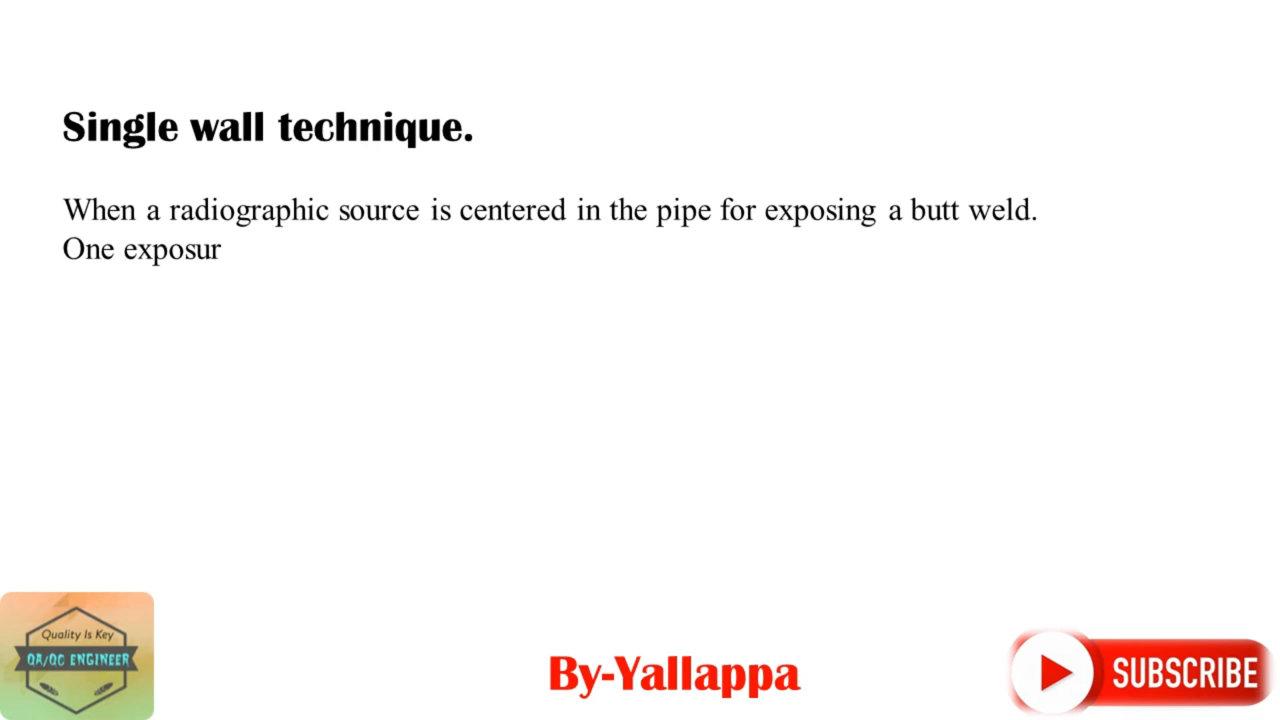 Single wall technique.
When a radiographic source is centered in the pipe for exposing a butt weld.
One exposur
Quality Is Key
QA/QC ENGINEER
By-Yallappa
SUBSCRIBE